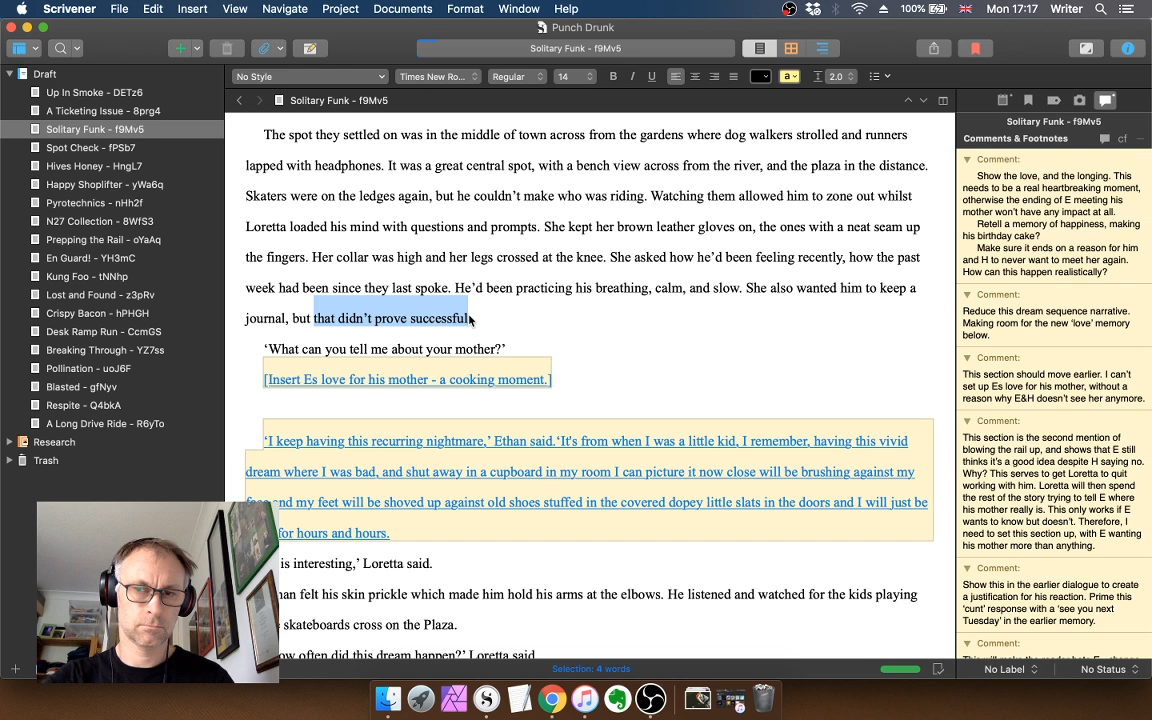 Scrivener File Edit Insert View Navigate Project Documents Format Window Help 100% Mon 17:17 Writer
Punch Drunk
Solitary Funk - f9Mv5
No Style Times New Ro... Regular 14 B I U a 2.0
Draft
Up In Smoke - DETz6
A Ticketing Issue - 8prg4
Solitary Funk - f9Mv5
Spot Check - fPSb7
Hives Honey - HngL7
Happy Shoplifter - yWa6q
Pyrotechnics - nHh2f
N27 Collection - 8WfS3
Prepping the Rail - oYaAq
En Guard! - YH3mC
Kung Foo - tNNhp
Lost and Found - z3pRv
Crispy Bacon - hPHGH
Desk Ramp Run - CcmGS
Breaking Through - YZ7ss
Pollination - uoJ6F
Blasted - gfNyv
Respite - Q4bkA
A Long Drive Ride - R6yTo
Research
Trash
Solitary Funk - f9Mv5
The spot they settled on was in the middle of town across from the gardens where dog walkers strolled and runners
lapped with headphones. It was a great central spot, with a bench view across from the river, and the plaza in the distance.
Skaters were on the ledges again, but he couldn't make who was riding. Watching them allowed him to zone out whilst
Loretta loaded his mind with questions and prompts. She kept her brown leather gloves on, the ones with a neat seam up
the fingers. Her collar was high and her legs crossed at the knee. She asked how he'd been feeling recently, how the past
week had been since they last spoke. He'd been practicing his breathing, calm, and slow. She also wanted him to keep a
journal, but that didn't prove successful.
‘What can you tell me about your mother?’
[Insert Es love for his mother - a cooking moment.]
‘I keep having this recurring nightmare,’ Ethan said.‘It's from when I was a little kid, I remember, having this vivid
dream where I was bad, and shut away in a cupboard in my room I can picture it now close will be brushing against my
and my feet will be shoved up against old shoes stuffed in the covered dopey little slats in the doors and I will just be
for hours and hours.
is interesting,’ Loretta said.
han felt his skin prickle which made him hold his arms at the elbows. He listened and watched for the kids playing
skateboards cross on the Plaza.
ow often did this dream happen?’ Loretta said
Selection: 4 words
Solitary Funk - f9Mv5
Comments & Footnotes cf
Comment:
Show the love, and the longing. This
needs to be a real heartbreaking moment,
otherwise the ending of E meeting his
mother won't have any impact at all.
Retell a memory of happiness, making
his birthday cake?
Make sure it ends on a reason for him
and H to never want to meet her again.
How can this happen realistically?
Comment:
Reduce this dream sequence narrative.
Making room for the new ‘love’ memory
below.
Comment:
This section should move earlier. I can't
set up Es love for his mother, without a
reason why E&H doesn't see her anymore.
Comment:
This section is the second mention of
blowing the rail up, and shows that E still
thinks it's a good idea despite H saying no.
Why? This serves to get Loretta to quit
working with him. Loretta will then spend
the rest of the story trying to tell E where
his mother really is. This only works if E
wants to know but doesn't. Therefore, I
need to set this section up, with E wanting
his mother more than anything.
Comment:
Show this in the earlier dialogue to create
a justification for his reaction. Prime this
‘cunt’ response with a ‘see you next
Tuesday’ in the earlier memory.
Comment:
No Label No Status